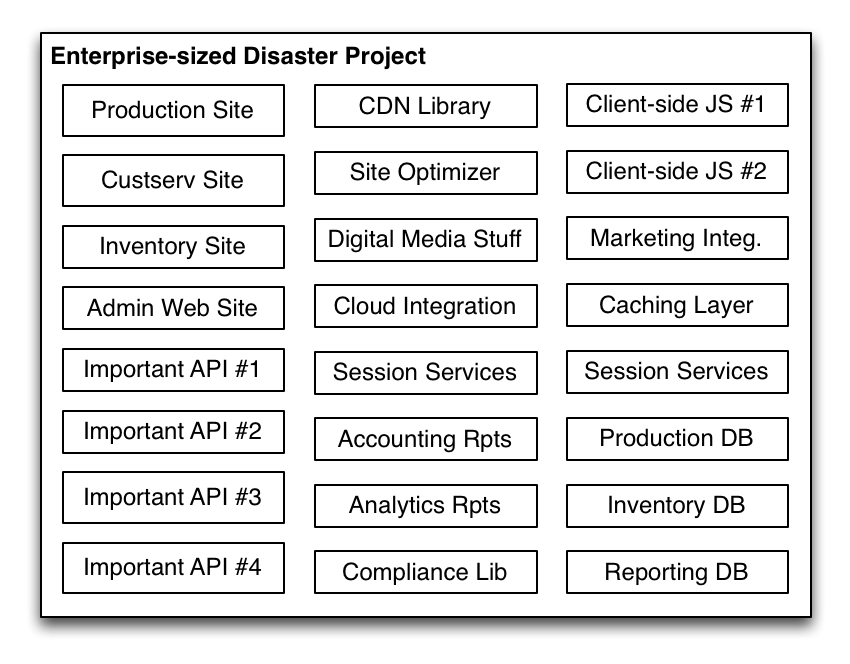 Enterprise-sized Disaster Project
Production Site
Custserv Site
Inventory Site
Admin Web Site
Important API #1
Important API #2
Important API #3
Important API #4
CDN Library
Site Optimizer
Digital Media Stuff
Cloud Integration
Session Services
Accounting Rpts
Analytics Rpts
Compliance Lib
Client-side JS #1
Client-side JS #2
Marketing Integ.
Caching Layer
Session Services
Production DB
Inventory DB
Reporting DB